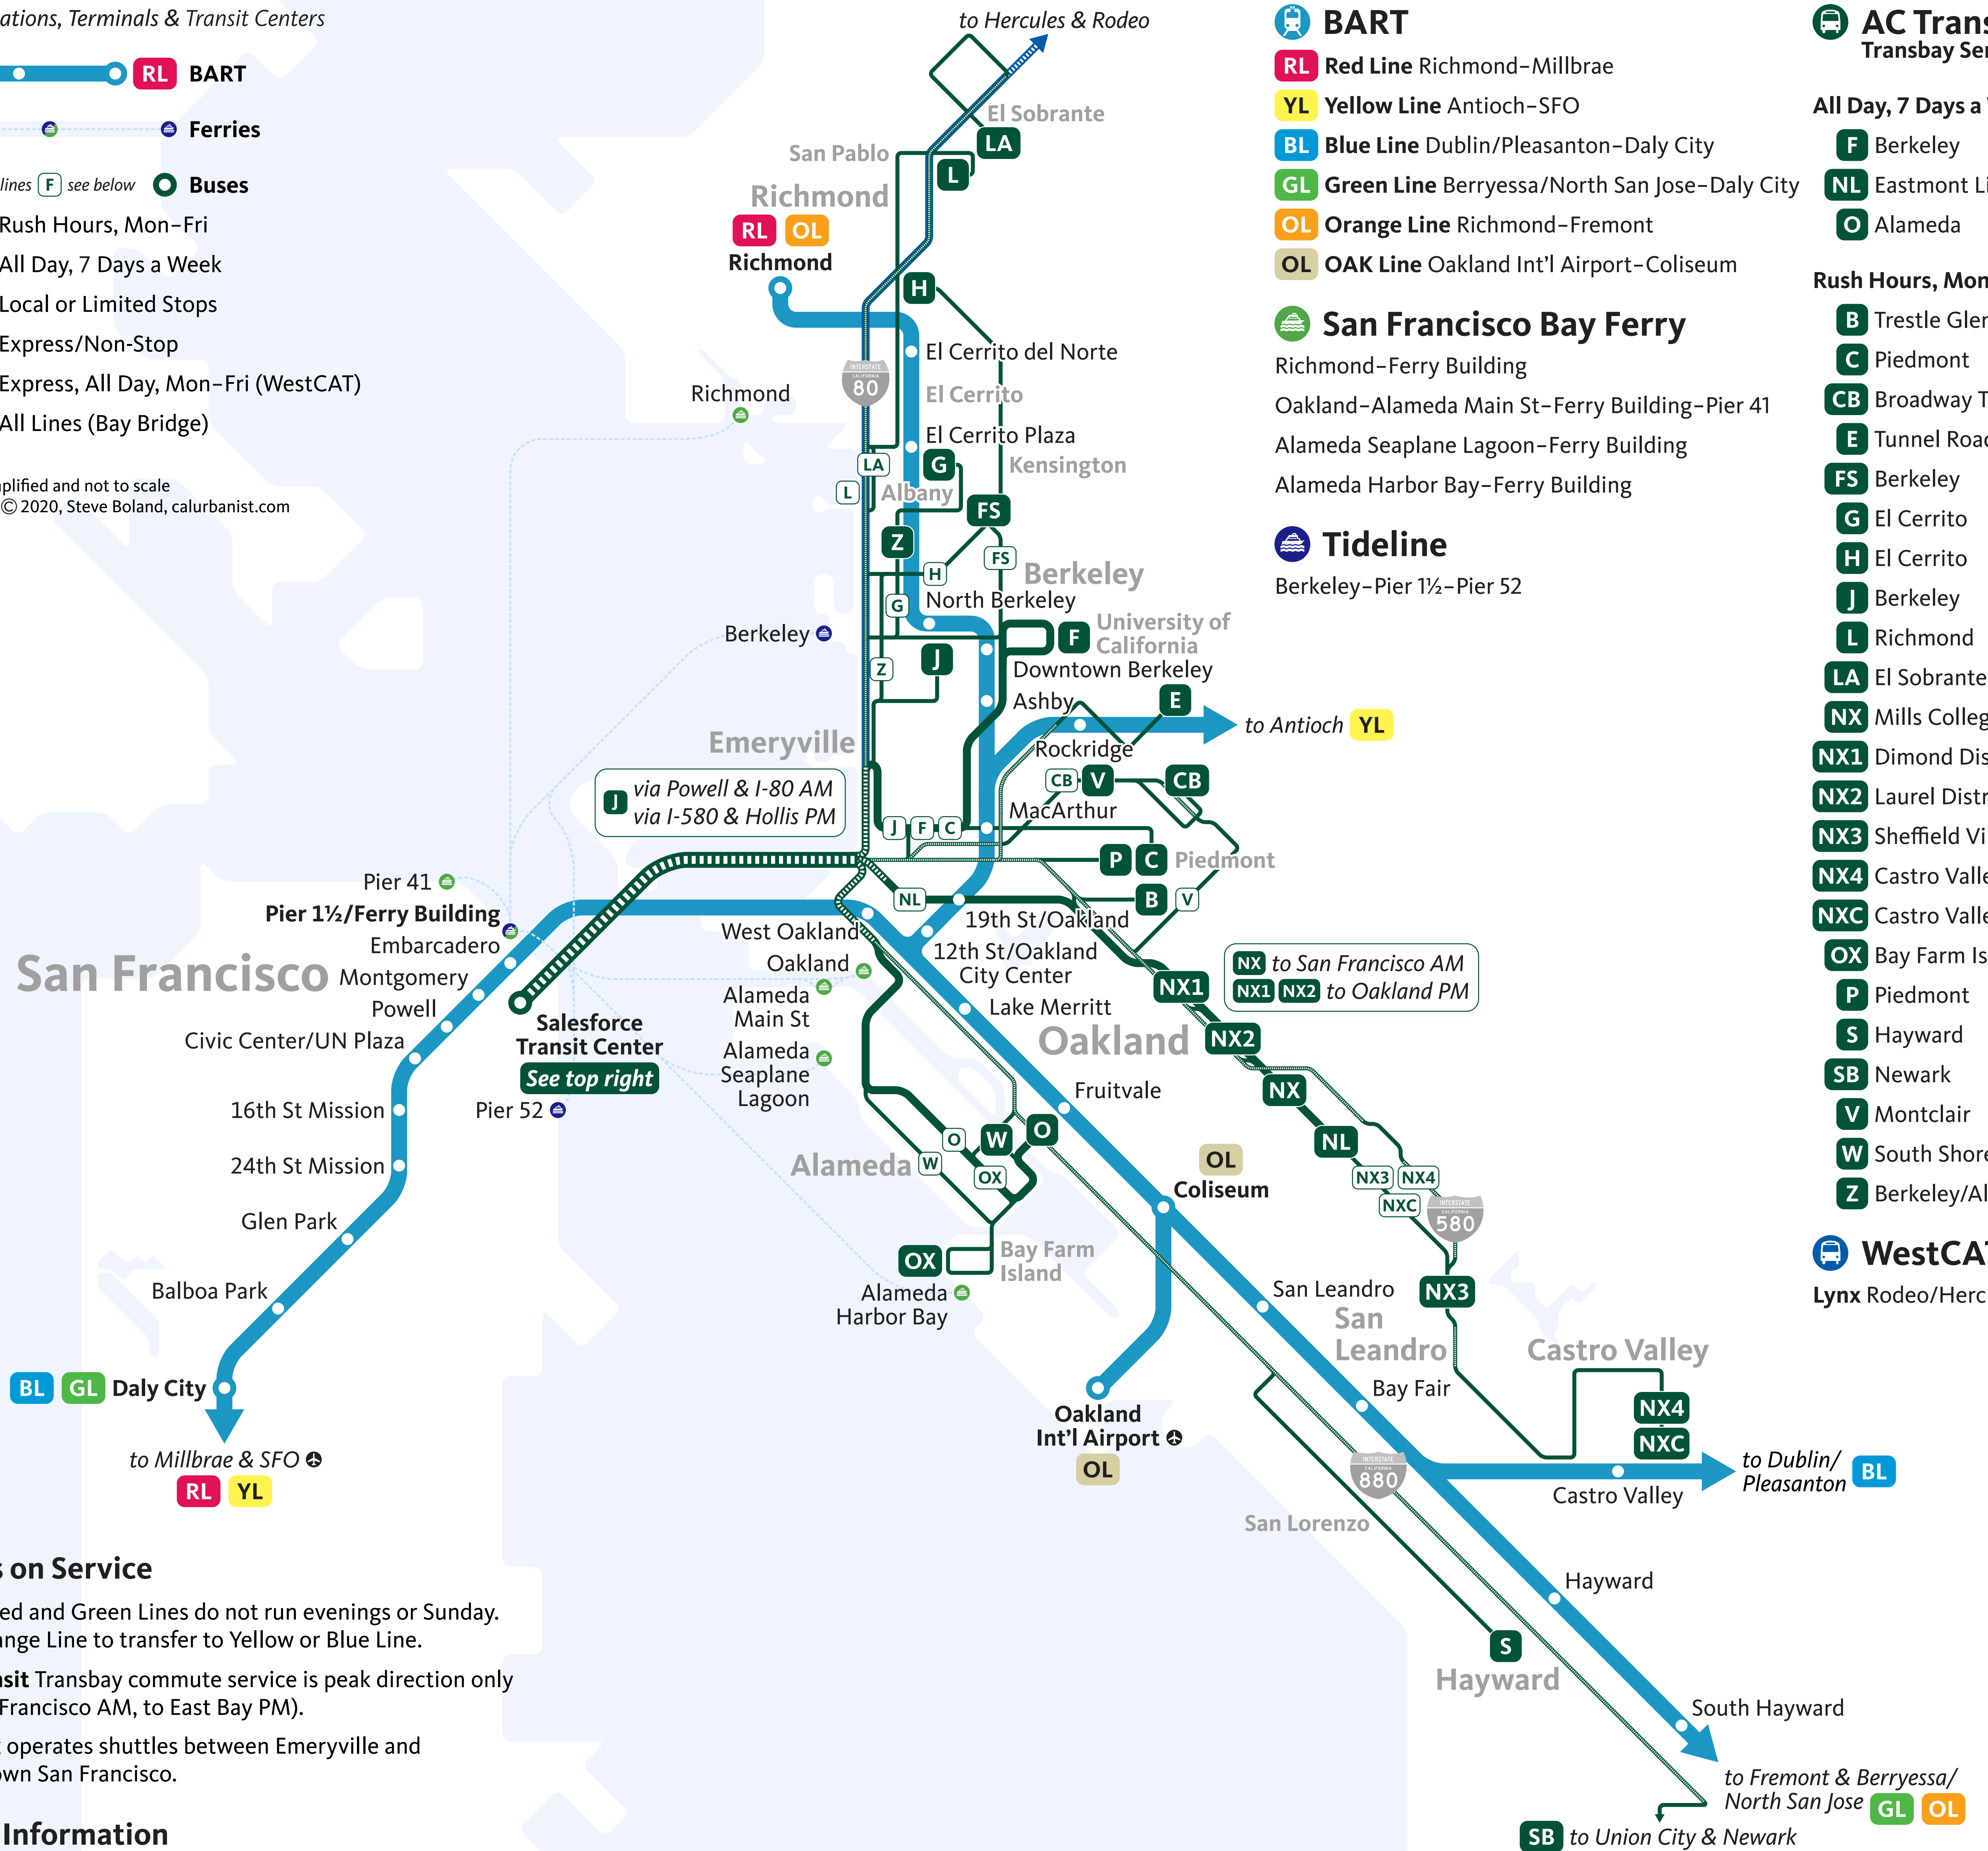 ations, Terminals & Transit Centers
RL BART
Ferries
lines F see below Buses
Rush Hours, Mon–Fri
All Day, 7 Days a Week
Local or Limited Stops
Express/Non-Stop
Express, All Day, Mon–Fri (WestCAT)
All Lines (Bay Bridge)
nplified and not to scale
© 2020, Steve Boland, calurbanist.com
to Hercules & Rodeo
El Sobrante
LA
San Pablo
L
Richmond
RL OL
Richmond
H
El Cerrito del Norte
INTERSTATE
CALIFORNIA
80
Richmond
El Cerrito
El Cerrito Plaza
LA
G
Kensington
L
Albany
FS
Z
FS
H
Berkeley
G
North Berkeley
Berkeley
F
University of
California
Z
J
Downtown Berkeley
Ashby
E
to Antioch YL
Emeryville
Rockridge
J via Powell & I-80 AM
via I-580 & Hollis PM
CB V CB
MacArthur
J F C
P C Piedmont
Pier 41
NL
B
V
Pier 1½/Ferry Building
19th St/Oakland
West Oakland
Embarcadero
12th St/Oakland
City Center
Oakland
San Francisco
Montgomery
NX to San Francisco AM
NX1 NX2 to Oakland PM
NX1
Alameda
Main St
Powell
Lake Merritt
Salesforce
Transit Center
See top right
Civic Center/UN Plaza
Oakland
NX2
Alameda
Seaplane
Lagoon
Fruitvale
NX
16th St Mission
Pier 52
O W O
NL
24th St Mission
Alameda
W
OX
OL
Coliseum
NX3 NX4
NXC
INTERSTATE
CALIFORNIA
580
Glen Park
OX
Bay Farm
Island
Balboa Park
Alameda
Harbor Bay
San Leandro
NX3
San
Leandro
Castro Valley
BL GL Daly City
Bay Fair
NX4
NXC
Oakland
Int’l Airport
OL
to Millbrae & SFO
RL YL
INTERSTATE
CALIFORNIA
880
to Dublin/
Pleasanton BL
Castro Valley
San Lorenzo
Hayward
S
Hayward
South Hayward
to Fremont & Berryessa/
North San Jose GL OL
SB to Union City & Newark
s on Service
ed and Green Lines do not run evenings or Sunday.
ange Line to transfer to Yellow or Blue Line.
nsit Transbay commute service is peak direction only
Francisco AM, to East Bay PM).
operates shuttles between Emeryville and
own San Francisco.
Information
BART
RL Red Line Richmond–Millbrae
YL Yellow Line Antioch–SFO
BL Blue Line Dublin/Pleasanton–Daly City
GL Green Line Berryessa/North San Jose–Daly City
OL Orange Line Richmond–Fremont
OL OAK Line Oakland Int’l Airport–Coliseum
San Francisco Bay Ferry
Richmond–Ferry Building
Oakland–Alameda Main St–Ferry Building–Pier 41
Alameda Seaplane Lagoon–Ferry Building
Alameda Harbor Bay–Ferry Building
Tideline
Berkeley–Pier 1½–Pier 52
AC Trans
Transbay Ser
All Day, 7 Days a
F Berkeley
NL Eastmont Li
O Alameda
Rush Hours, Mon
B Trestle Glen
C Piedmont
CB Broadway T
E Tunnel Road
FS Berkeley
G El Cerrito
H El Cerrito
J Berkeley
L Richmond
LA El Sobrante
NX Mills Colleg
NX1 Dimond Dis
NX2 Laurel Distr
NX3 Sheffield Vi
NX4 Castro Valle
NXC Castro Valle
OX Bay Farm Is
P Piedmont
S Hayward
SB Newark
V Montclair
W South Shore
Z Berkeley/Al
WestCAT
Lynx Rodeo/Herc